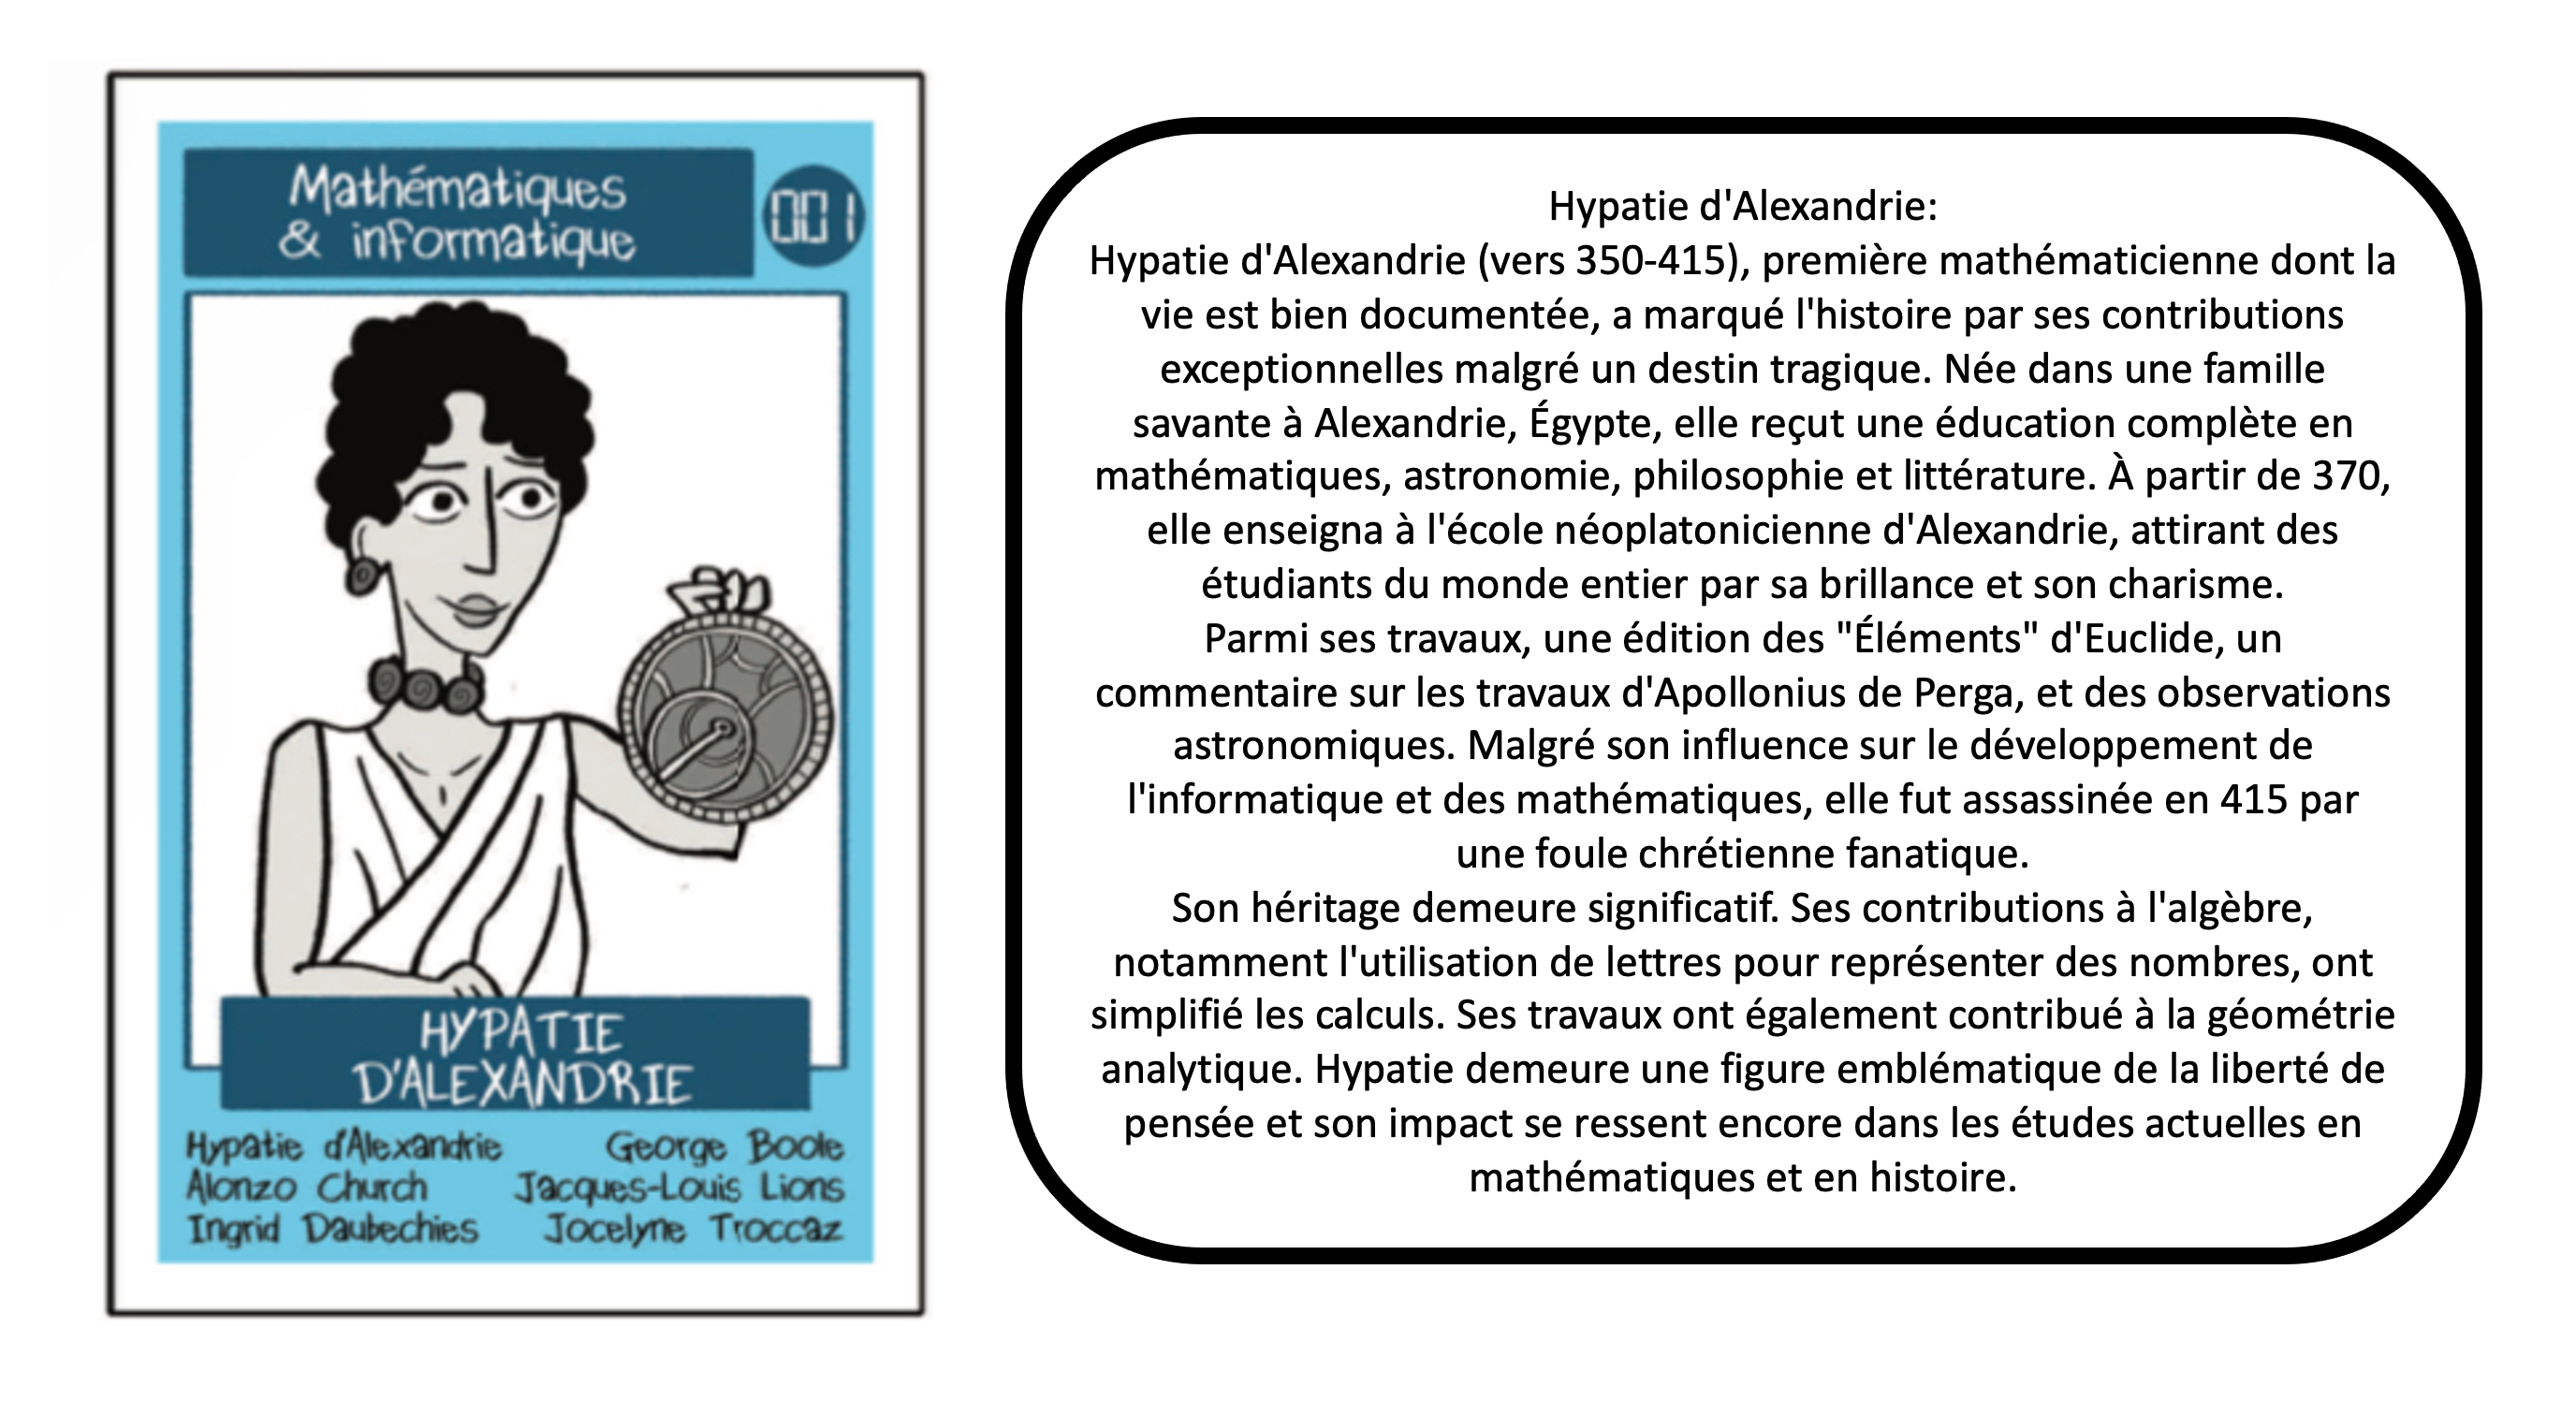 Mathématiques
& informatique
001
HYPATIE
D'ALEXANDRIE
Hypatie d'Alexandrie
George Boole
Alonzo Church
Jacques-Louis Lions
Ingrid Daubechies
Jocelyne Troccaz
Hypatie d'Alexandrie:
Hypatie d'Alexandrie (vers 350-415), première mathématicienne dont la
vie est bien documentée, a marqué l'histoire par ses contributions
exceptionnelles malgré un destin tragique. Née dans une famille
savante à Alexandrie, Égypte, elle reçut une éducation complète en
mathématiques, astronomie, philosophie et littérature. À partir de 370,
elle enseigna à l'école néoplatonicienne d'Alexandrie, attirant des
étudiants du monde entier par sa brillance et son charisme.
Parmi ses travaux, une édition des "Éléments" d'Euclide, un
commentaire sur les travaux d'Apollonius de Perga, et des observations
astronomiques. Malgré son influence sur le développement de
l'informatique et des mathématiques, elle fut assassinée en 415 par
une foule chrétienne fanatique.
Son héritage demeure significatif. Ses contributions à l'algèbre,
notamment l'utilisation de lettres pour représenter des nombres, ont
simplifié les calculs. Ses travaux ont également contribué à la géométrie
analytique. Hypatie demeure une figure emblématique de la liberté de
pensée et son impact se ressent encore dans les études actuelles en
mathématiques et en histoire.